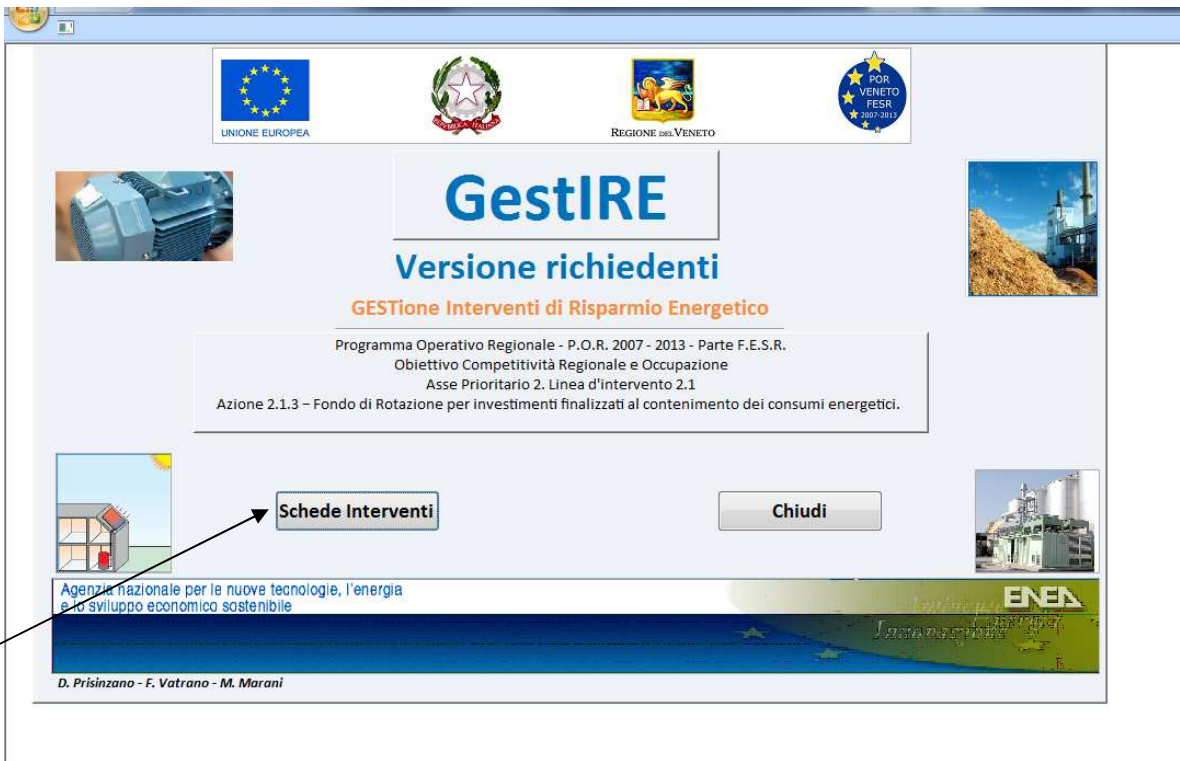 UNIONE EUROPEA
REPVBBLICA ITALIANA
REGIONE DEL VENETO
POR
VENETO
FESR
2007-2013
GestIRE
Versione richiedenti
GESTione Interventi di Risparmio Energetico
Programma Operativo Regionale - P.O.R. 2007 - 2013 - Parte F.E.S.R.
Obiettivo Competitività Regionale e Occupazione
Asse Prioritario 2. Linea d'intervento 2.1
Azione 2.1.3 – Fondo di Rotazione per investimenti finalizzati al contenimento dei consumi energetici.
Schede Interventi
Chiudi
Agenzia nazionale per le nuove tecnologie, l'energia
e lo sviluppo economico sostenibile
ENEA
D. Prisinzano - F. Vatrano - M. Marani